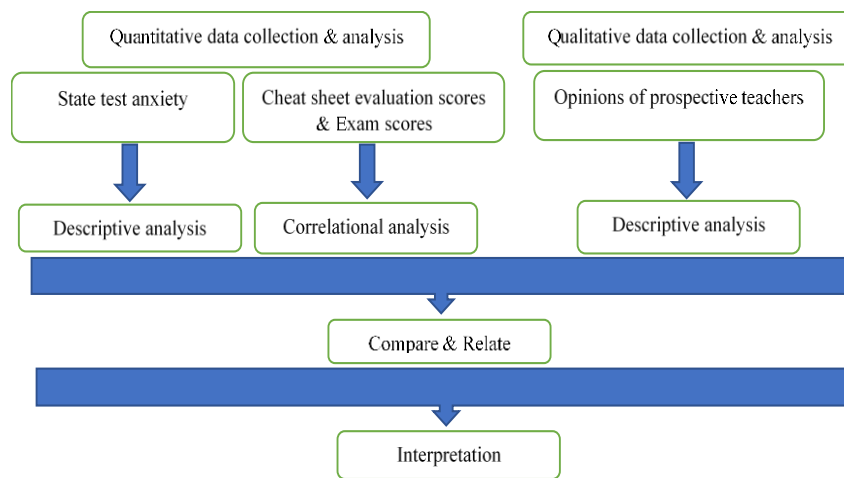 Quantitative data collection & analysis
Qualitative data collection & analysis
State test anxiety
Cheat sheet evaluation scores
& Exam scores
Opinions of prospective teachers
Descriptive analysis
Correlational analysis
Descriptive analysis
Compare & Relate
Interpretation